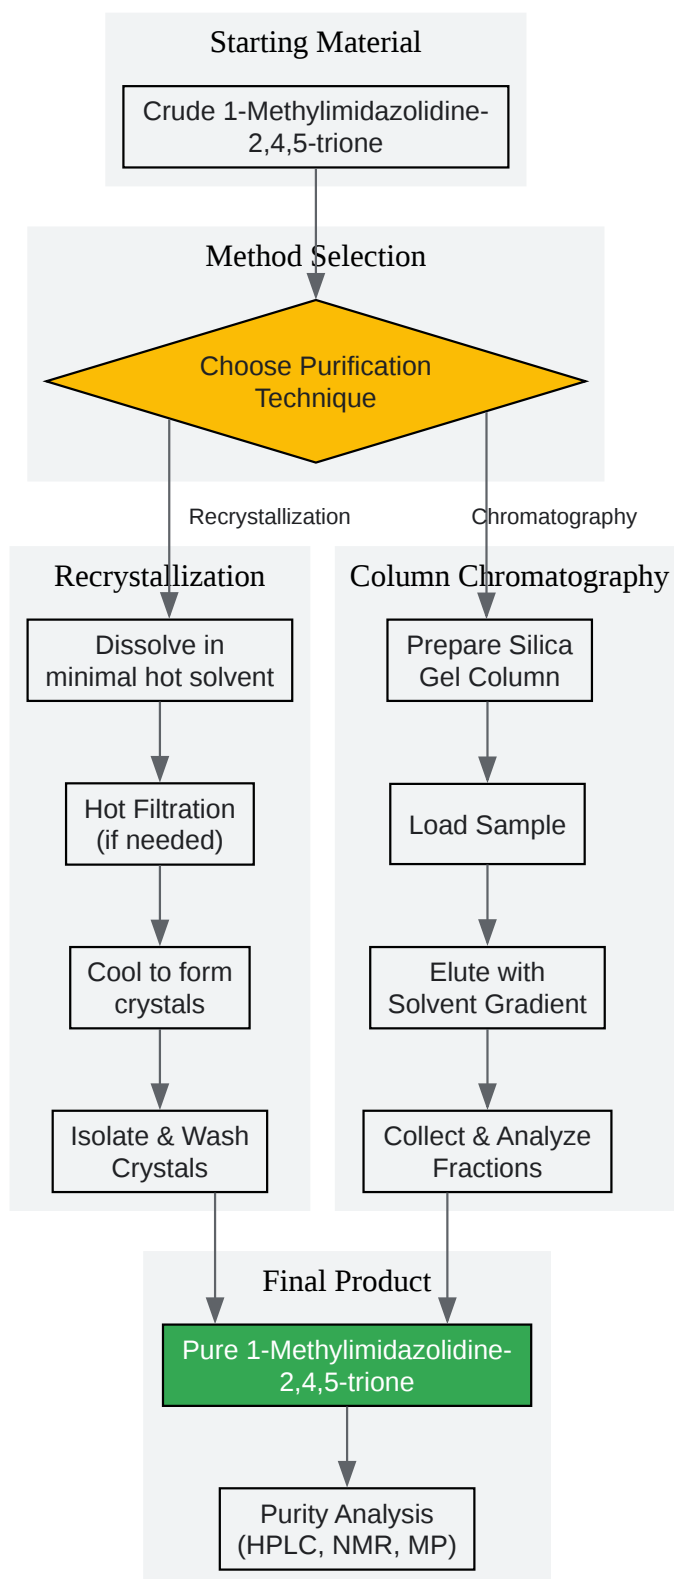 Starting Material
Crude 1-Methylimidazolidine-
2,4,5-trione
Method Selection
Choose Purification
Technique
Recrystallization
Chromatography
Recrystallization
Dissolve in
minimal hot solvent
Hot Filtration
(if needed)
Cool to form
crystals
Isolate & Wash
Crystals
Column Chromatography
Prepare Silica
Gel Column
Load Sample
Elute with
Solvent Gradient
Collect & Analyze
Fractions
Final Product
Pure 1-Methylimidazolidine-
2,4,5-trione
Purity Analysis
(HPLC, NMR, MP)